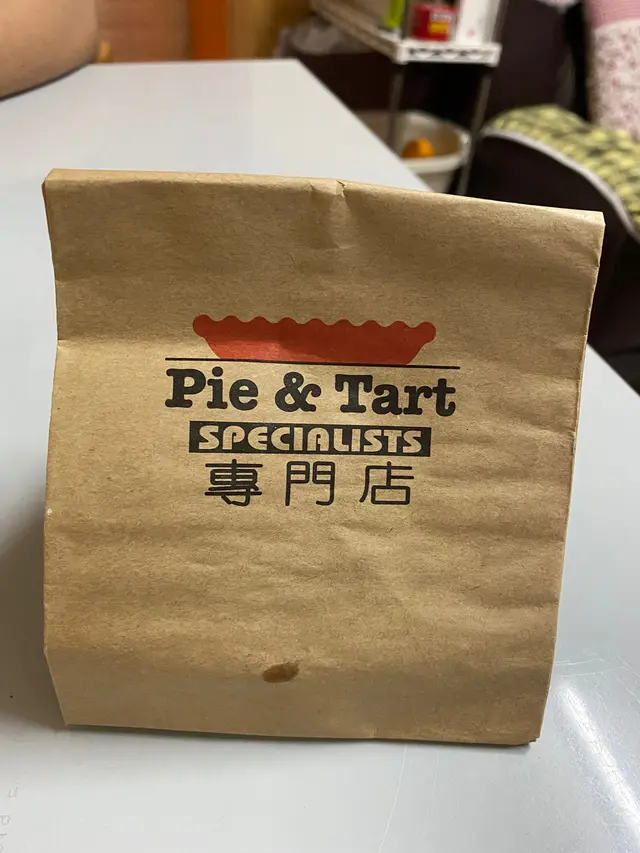 Pie & Tart
SPECIALISTS
專門店